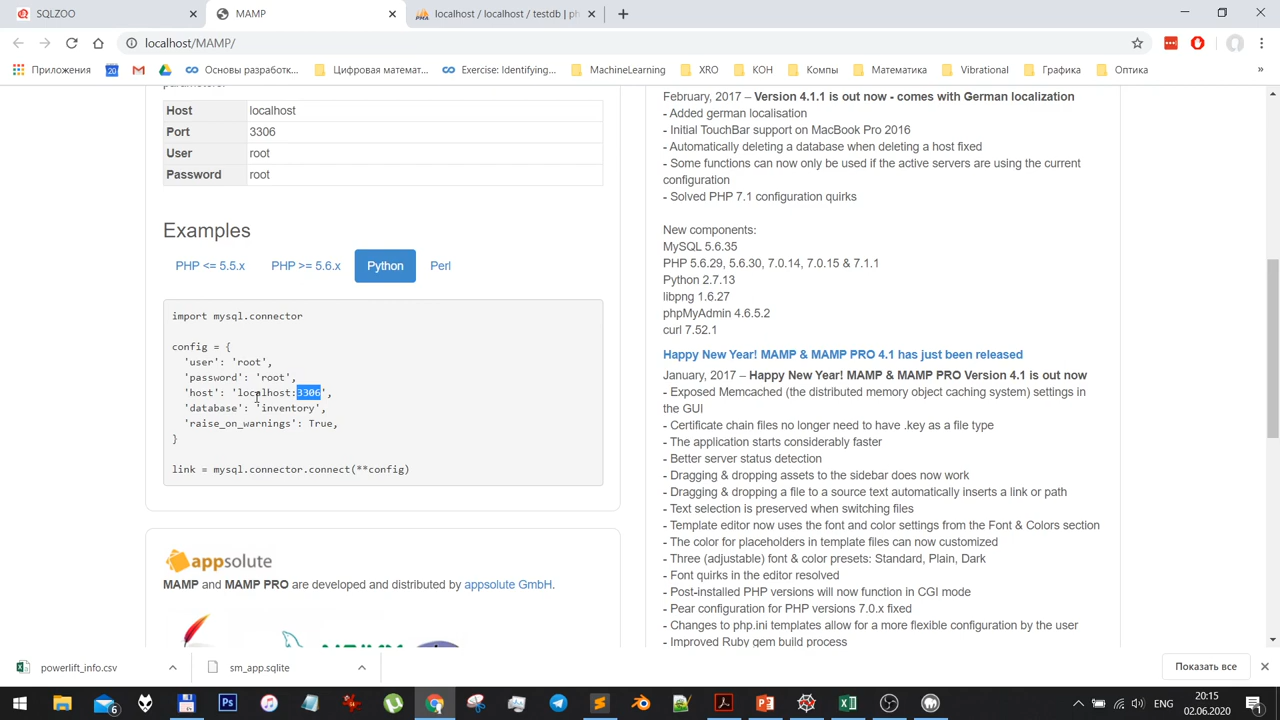 SQLZOO
MAMP
localhost / localhost / testdb | ph
localhost/MAMP/
Приложения
20
Основы разработк...
Цифровая математ...
Exercise: Identifying...
MachineLearning
XRO
КОН
Компы
Математика
Vibrational
Графика
Оптика
»
Host localhost
Port 3306
User root
Password root
Examples
PHP <= 5.5.x
PHP >= 5.6.x
Python
Perl
import mysql.connector
config = {
'user': 'root',
'password': 'root',
'host': 'localhost:3306',
'database': 'inventory',
'raise_on_warnings': True,
}
link = mysql.connector.connect(**config)
appsolute
MAMP and MAMP PRO are developed and distributed by appsolute GmbH.
February, 2017 – Version 4.1.1 is out now - comes with German localization
- Added german localisation
- Initial TouchBar support on MacBook Pro 2016
- Automatically deleting a database when deleting a host fixed
- Some functions can now only be used if the active servers are using the current
configuration
- Solved PHP 7.1 configuration quirks
New components:
MySQL 5.6.35
PHP 5.6.29, 5.6.30, 7.0.14, 7.0.15 & 7.1.1
Python 2.7.13
libpng 1.6.27
phpMyAdmin 4.6.5.2
curl 7.52.1
Happy New Year! MAMP & MAMP PRO 4.1 has just been released
January, 2017 – Happy New Year! MAMP & MAMP PRO Version 4.1 is out now
- Exposed Memcached (the distributed memory object caching system) settings in
the GUI
- Certificate chain files no longer need to have .key as a file type
- The application starts considerably faster
- Better server status detection
- Dragging & dropping assets to the sidebar does now work
- Dragging & dropping a file to a source text automatically inserts a link or path
- Text selection is preserved when switching files
- Template editor now uses the font and color settings from the Font & Colors section
- The color for placeholders in template files can now customized
- Three (adjustable) font & color presets: Standard, Plain, Dark
- Font quirks in the editor resolved
- Post-installed PHP versions will now function in CGI mode
- Pear configuration for PHP versions 7.0.x fixed
- Changes to php.ini templates allow for a more flexible configuration by the user
- Improved Ruby gem build process
powerlift_info.csv
sm_app.sqlite
Показать все
6
Ps
ENG
20:15
02.06.2020
1